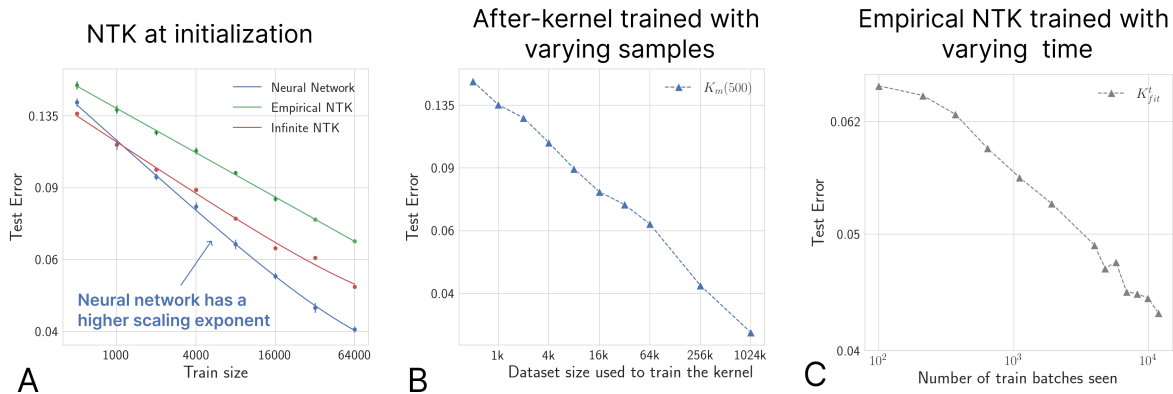 NTK at initialization
Neural Network
Empirical NTK
Infinite NTK
0.135
0.09
0.06
0.04
Test Error
Neural network has a
higher scaling exponent
1000
4000
16000
64000
Train size
A
After-kernel trained with
varying samples
K_m(500)
0.135
0.09
0.06
0.04
Test Error
1k
4k
16k
64k
256k
1024k
Dataset size used to train the kernel
B
Empirical NTK trained with
varying time
K^t_{fit}
0.062
0.05
0.04
Test Error
10^2
10^3
10^4
Number of train batches seen
C